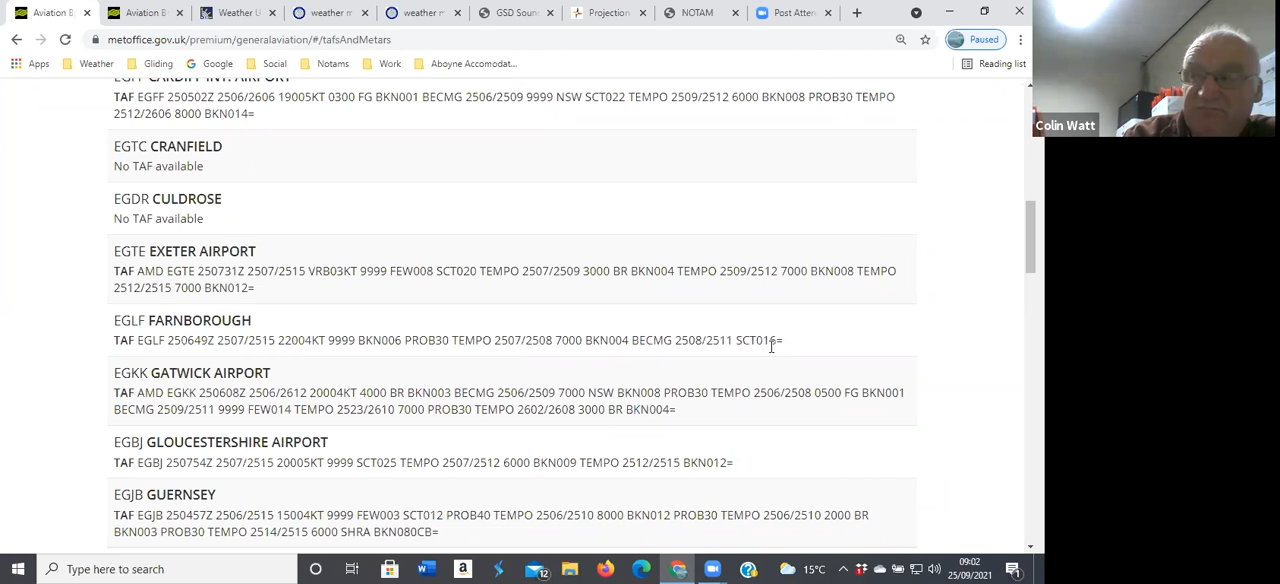 Aviation B
Aviation B
Weather U
weather m
weather m
GSD Soun
Projection
NOTAM
Post Atten
metoffice.gov.uk/premium/generalaviation/#/tafsAndMetars
Paused
Apps
Weather
Gliding
Google
Social
Notams
Work
Aboyne Accomodat...
Reading list
Colin Watt
EGFF CARDIFF INT. AIRPORT
TAF EGFF 250502Z 2506/2606 19005KT 0300 FG BKN001 BECMG 2506/2509 9999 NSW SCT022 TEMPO 2509/2512 6000 BKN008 PROB30 TEMPO
2512/2606 8000 BKN014=
EGTC CRANFIELD
No TAF available
EGDR CULDROSE
No TAF available
EGTE EXETER AIRPORT
TAF AMD EGTE 250731Z 2507/2515 VRB03KT 9999 FEW008 SCT020 TEMPO 2507/2509 3000 BR BKN004 TEMPO 2509/2512 7000 BKN008 TEMPO
2512/2515 7000 BKN012=
EGLF FARNBOROUGH
TAF EGLF 250649Z 2507/2515 22004KT 9999 BKN006 PROB30 TEMPO 2507/2508 7000 BKN004 BECMG 2508/2511 SCT016=
EGKK GATWICK AIRPORT
TAF AMD EGKK 250608Z 2506/2612 20004KT 4000 BR BKN003 BECMG 2506/2509 7000 NSW BKN008 PROB30 TEMPO 2506/2508 0500 FG BKN001
BECMG 2509/2511 9999 FEW014 TEMPO 2523/2610 7000 PROB30 TEMPO 2602/2608 3000 BR BKN004=
EGBJ GLOUCESTERSHIRE AIRPORT
TAF EGBJ 250754Z 2507/2515 20005KT 9999 SCT025 TEMPO 2507/2512 6000 BKN009 TEMPO 2512/2515 BKN012=
EGJB GUERNSEY
TAF EGJB 250457Z 2506/2515 15004KT 9999 FEW003 SCT012 PROB40 TEMPO 2506/2510 8000 BKN012 PROB30 TEMPO 2506/2510 2000 BR
BKN003 PROB30 TEMPO 2514/2515 6000 SHRA BKN080CB=
Type here to search
12
15°C
09:02
25/09/2021
1